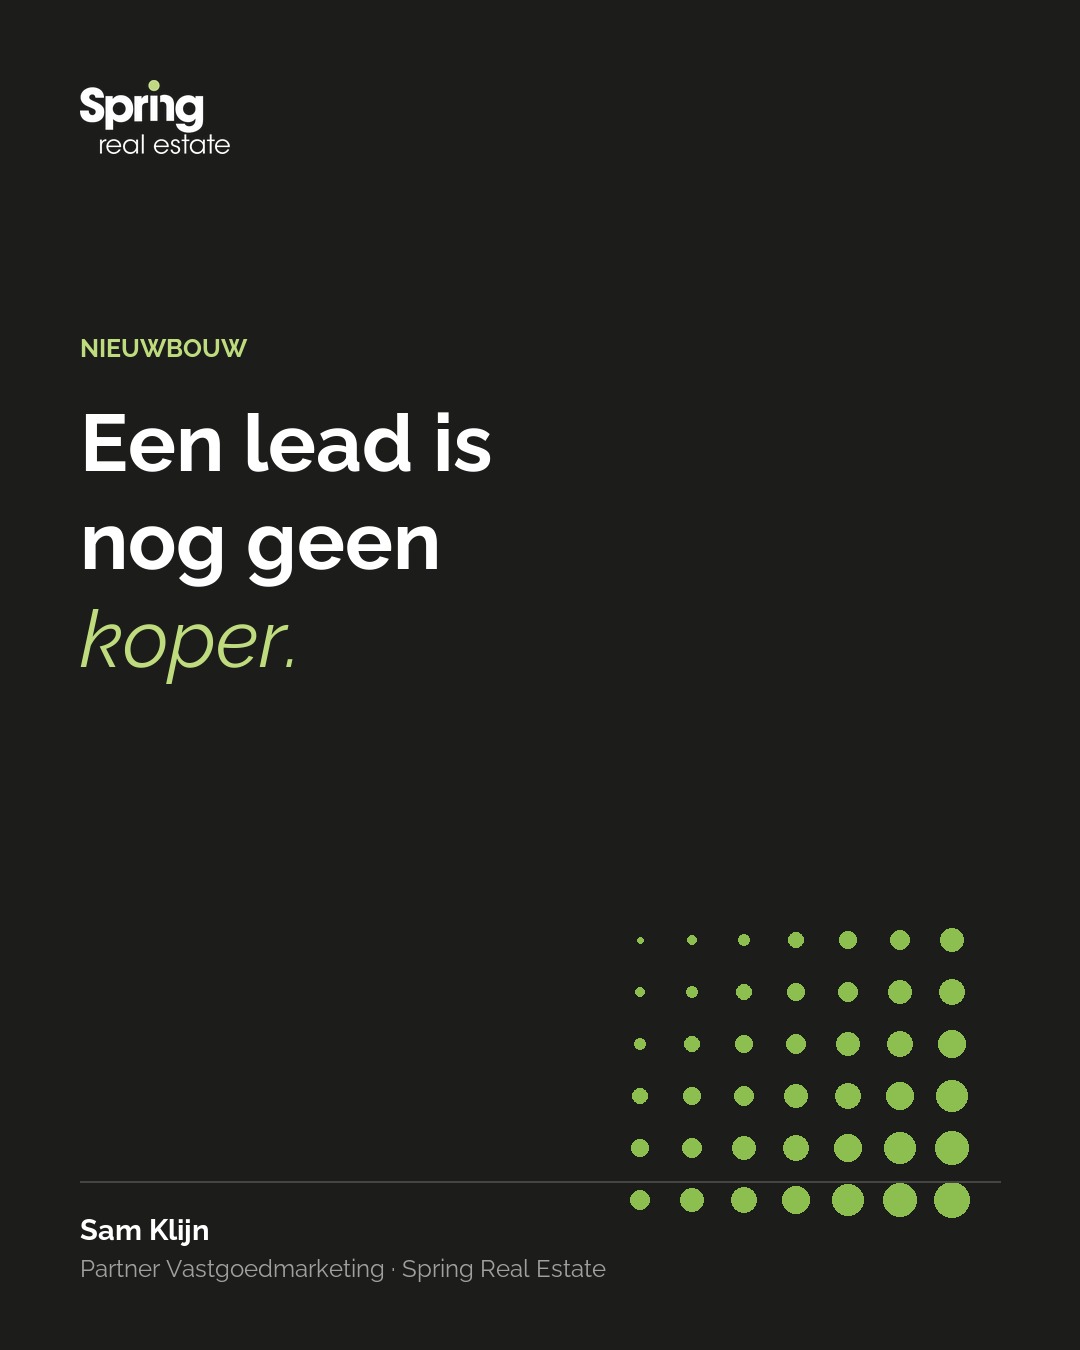 Spring
real estate
NIEUWBOUW
Een lead is
nog geen
koper.
Sam Klijn
Partner Vastgoedmarketing · Spring Real Estate